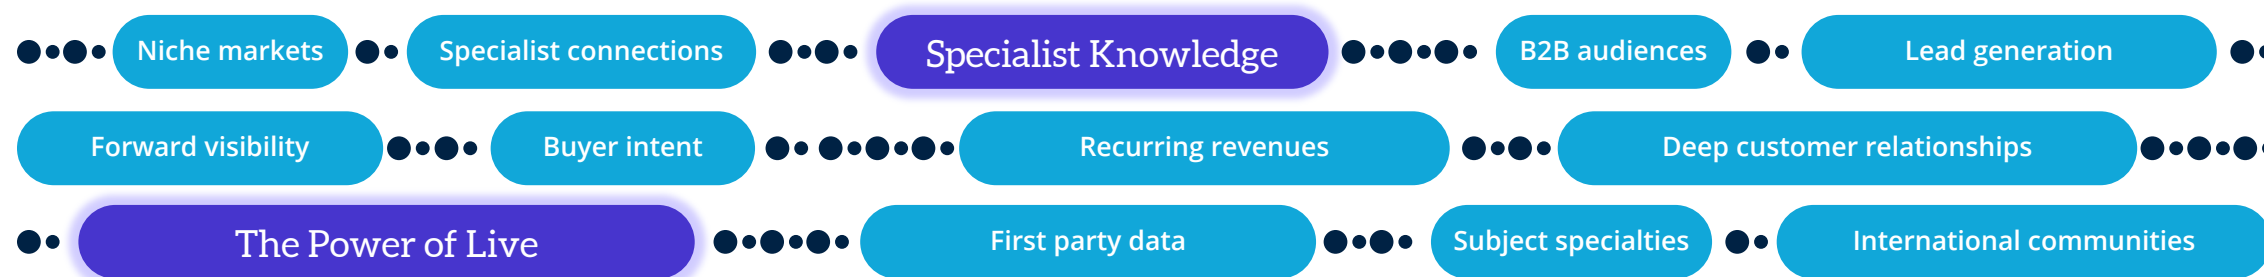 Niche markets Specialist connections Specialist Knowledge B2B audiences Lead generation
Forward visibility Buyer intent Recurring revenues Deep customer relationships
The Power of Live First party data Subject specialties International communities